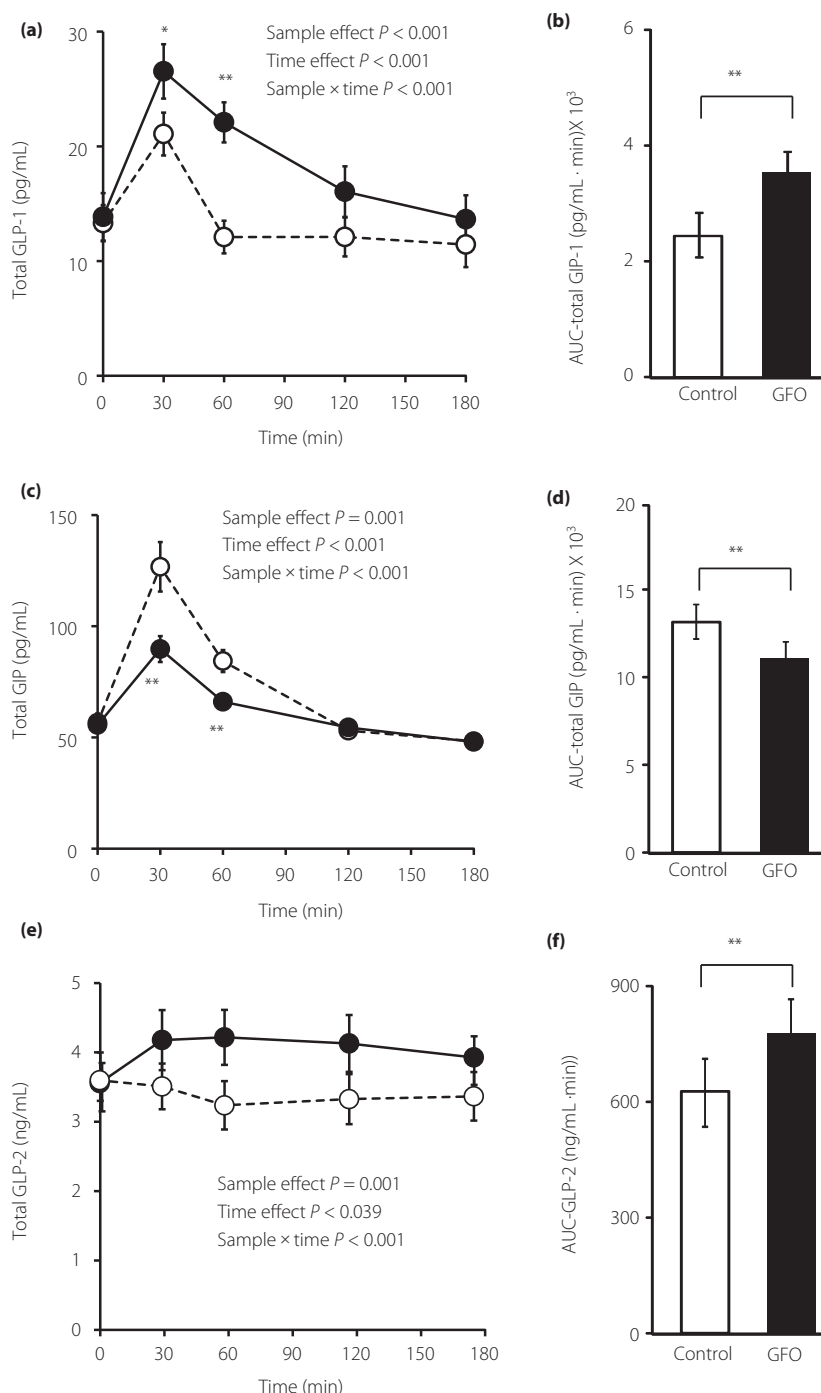 (a)
30
20
10
0
Total GLP-1 (pg/mL)
*
**
Sample effect P < 0.001
Time effect P < 0.001
Sample × time P < 0.001
0 30 60 90 120 150 180
Time (min)
(b)
6
4
2
0
AUC-total GIP-1 (pg/mL · min)X 10³
**
Control GFO
(c)
150
100
50
0
Total GIP (pg/mL)
Sample effect P = 0.001
Time effect P < 0.001
Sample × time P < 0.001
**
**
0 30 60 90 120 150 180
Time (min)
(d)
20
15
10
5
0
AUC-total GIP (pg/mL · min) X 10³
**
Control GFO
(e)
5
4
3
2
1
0
Total GLP-2 (ng/mL)
Sample effect P = 0.001
Time effect P < 0.039
Sample × time P < 0.001
0 30 60 90 120 150 180
Time (min)
(f)
900
600
300
0
AUC-GLP-2 (ng/mL ·min))
**
Control GFO